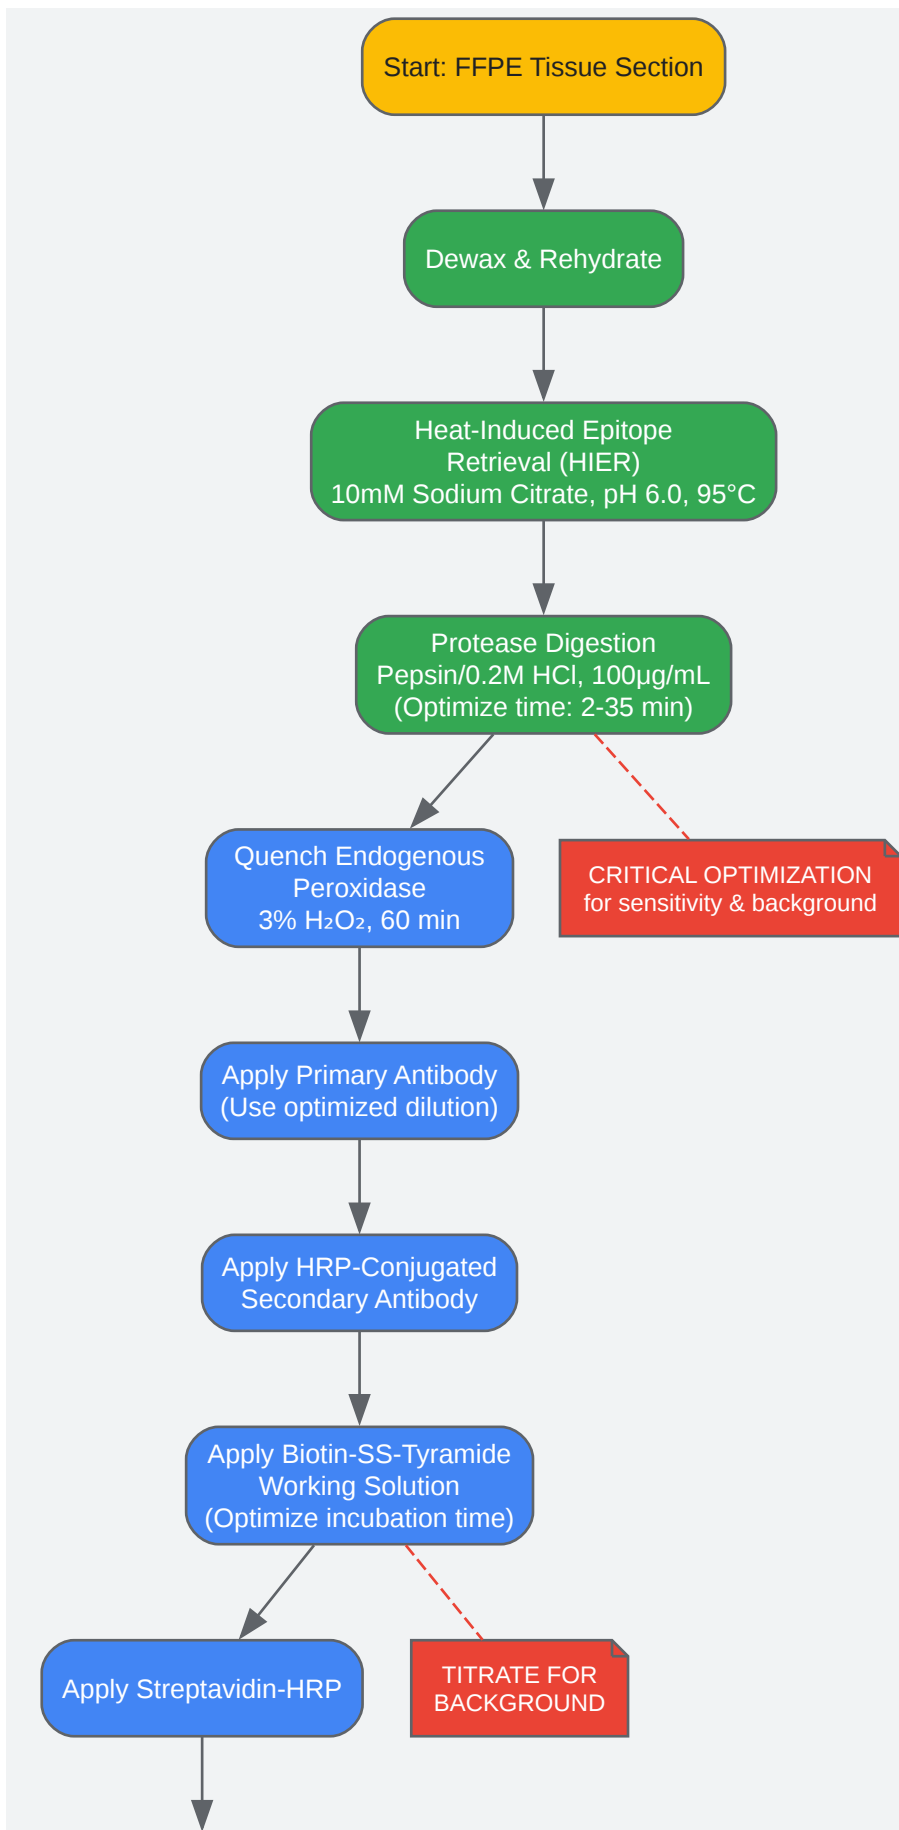 Start: FFPE Tissue Section
Dewax & Rehydrate
Heat-Induced Epitope
Retrieval (HIER)
10mM Sodium Citrate, pH 6.0, 95°C
Protease Digestion
Pepsin/0.2M HCl, 100μg/mL
(Optimize time: 2-35 min)
Quench Endogenous
Peroxidase
3% H₂O₂, 60 min
CRITICAL OPTIMIZATION
for sensitivity & background
Apply Primary Antibody
(Use optimized dilution)
Apply HRP-Conjugated
Secondary Antibody
Apply Biotin-SS-Tyramide
Working Solution
(Optimize incubation time)
Apply Streptavidin-HRP
TITRATE FOR
BACKGROUND